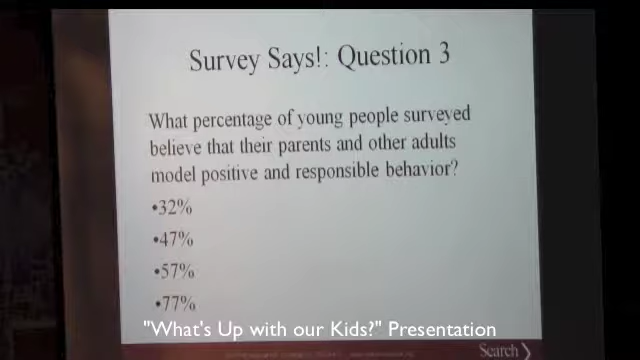 Survey Says!: Question 3
What percentage of young people surveyed
believe that their parents and other adults
model positive and responsible behavior?
•32%
•47%
•57%
•77%
"What's Up with our Kids?" Presentation
Search